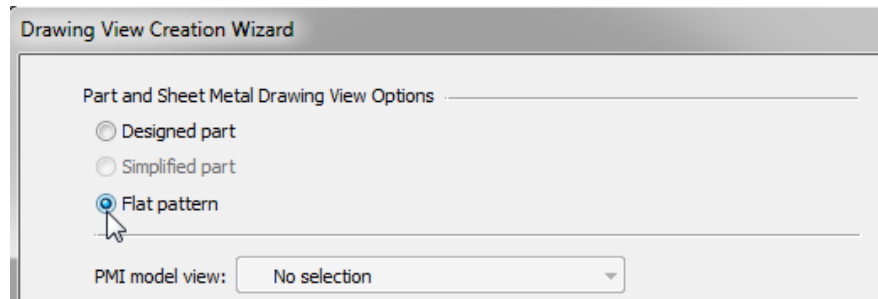 Drawing View Creation Wizard
Part and Sheet Metal Drawing View Options
Designed part
Simplified part
Flat pattern
PMI model view: No selection